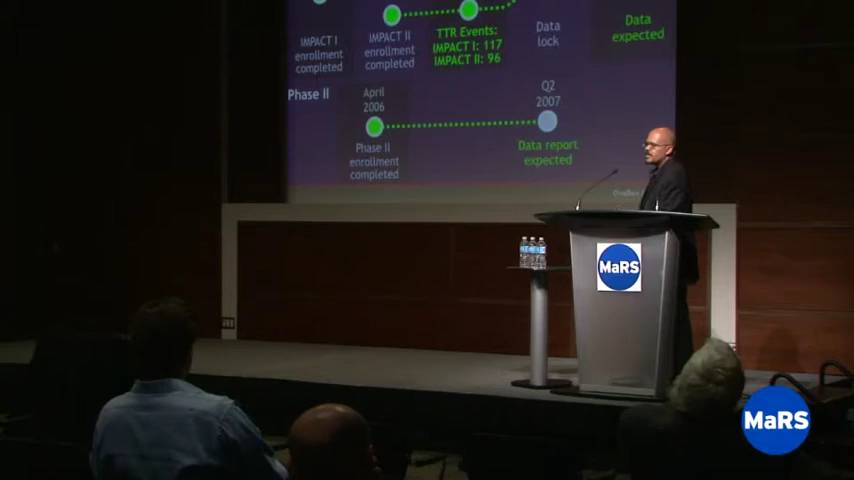 IMPACT I
enrollment
completed
IMPACT II
enrollment
completed
TTR Events:
IMPACT I: 117
IMPACT II: 96
Data
lock
Data
expected
Phase II
April
2006
Q2
2007
Phase II
enrollment
completed
Data report
expected
MaRS
MaRS